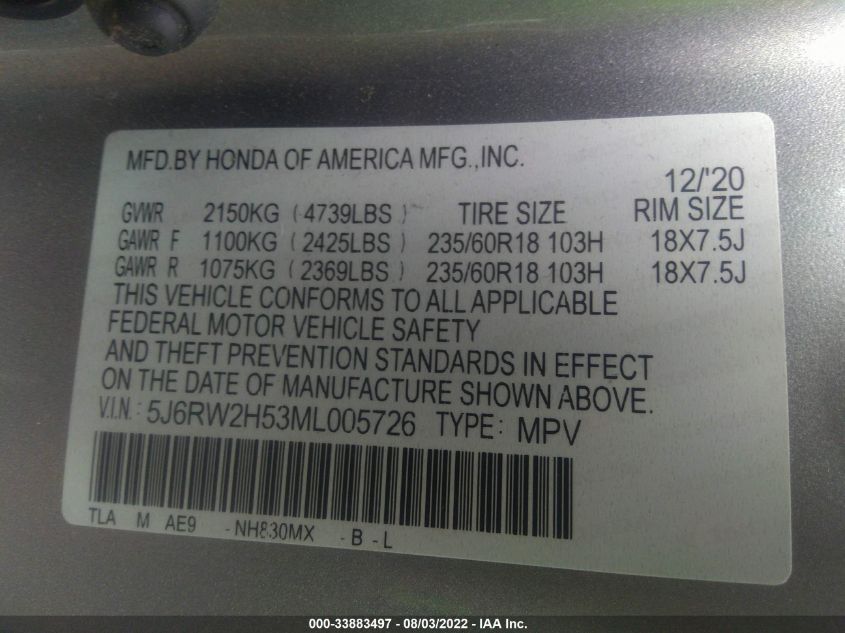 MFD.BY HONDA OF AMERICA MFG.,INC.
12/'20
GVWR 2150KG (4739LBS) TIRE SIZE RIM SIZE
GAWR F 1100KG (2425LBS) 235/60R18 103H 18X7.5J
GAWR R 1075KG (2369LBS) 235/60R18 103H 18X7.5J
THIS VEHICLE CONFORMS TO ALL APPLICABLE
FEDERAL MOTOR VEHICLE SAFETY
AND THEFT PREVENTION STANDARDS IN EFFECT
ON THE DATE OF MANUFACTURE SHOWN ABOVE.
V.I.N.: 5J6RW2H53ML005726 TYPE: MPV
TLA M AE9 -NH830MX -B -L
000-33883497 - 08/03/2022 - IAA Inc.